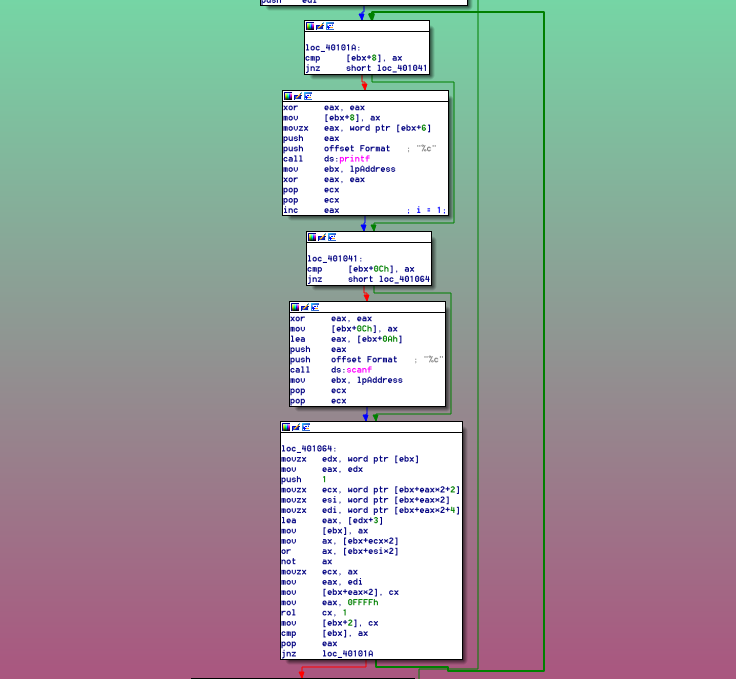 push edi
loc_40101A:
cmp [ebx+8], ax
jnz short loc_401041
xor eax, eax
mov [ebx+8], ax
movzx eax, word ptr [ebx+6]
push eax
push offset Format ; "%c"
call ds:printf
mov ebx, lpAddress
xor eax, eax
pop ecx
pop ecx
inc eax ; i = 1;
loc_401041:
cmp [ebx+0Ch], ax
jnz short loc_401064
xor eax, eax
mov [ebx+0Ch], ax
lea eax, [ebx+0Ah]
push eax
push offset Format ; "%c"
call ds:scanf
mov ebx, lpAddress
pop ecx
pop ecx
loc_401064:
movzx edx, word ptr [ebx]
mov eax, edx
push 1
movzx ecx, word ptr [ebx+eax×2+2]
movzx esi, word ptr [ebx+eax×2]
movzx edi, word ptr [ebx+eax×2+4]
lea eax, [edx+3]
mov [ebx], ax
mov ax, [ebx+ecx×2]
or ax, [ebx+esi×2]
not ax
movzx ecx, ax
mov eax, edi
mov [ebx+eax×2], cx
mov eax, 0FFFFh
rol cx, 1
mov [ebx+2], cx
cmp [ebx], ax
pop eax
jnz loc_40101A